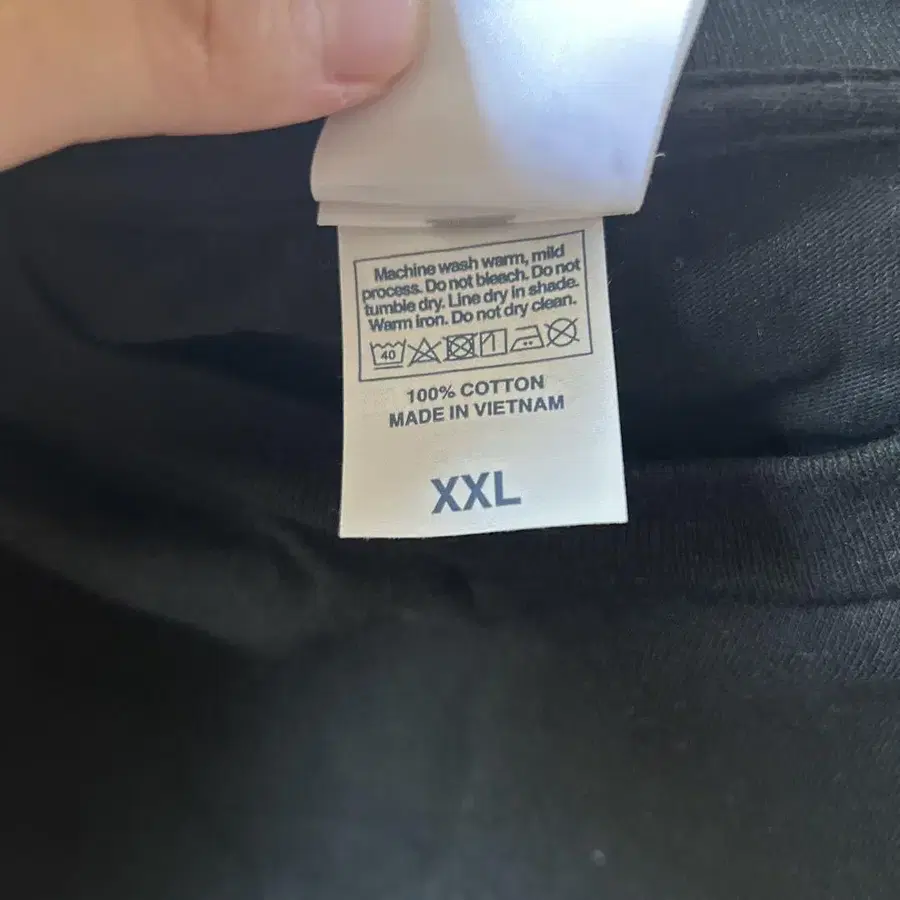 Machine wash warm, mild
process. Do not bleach. Do not
tumble dry. Line dry in shade.
Warm iron. Do not dry clean.
40
100% COTTON
MADE IN VIETNAM
XXL